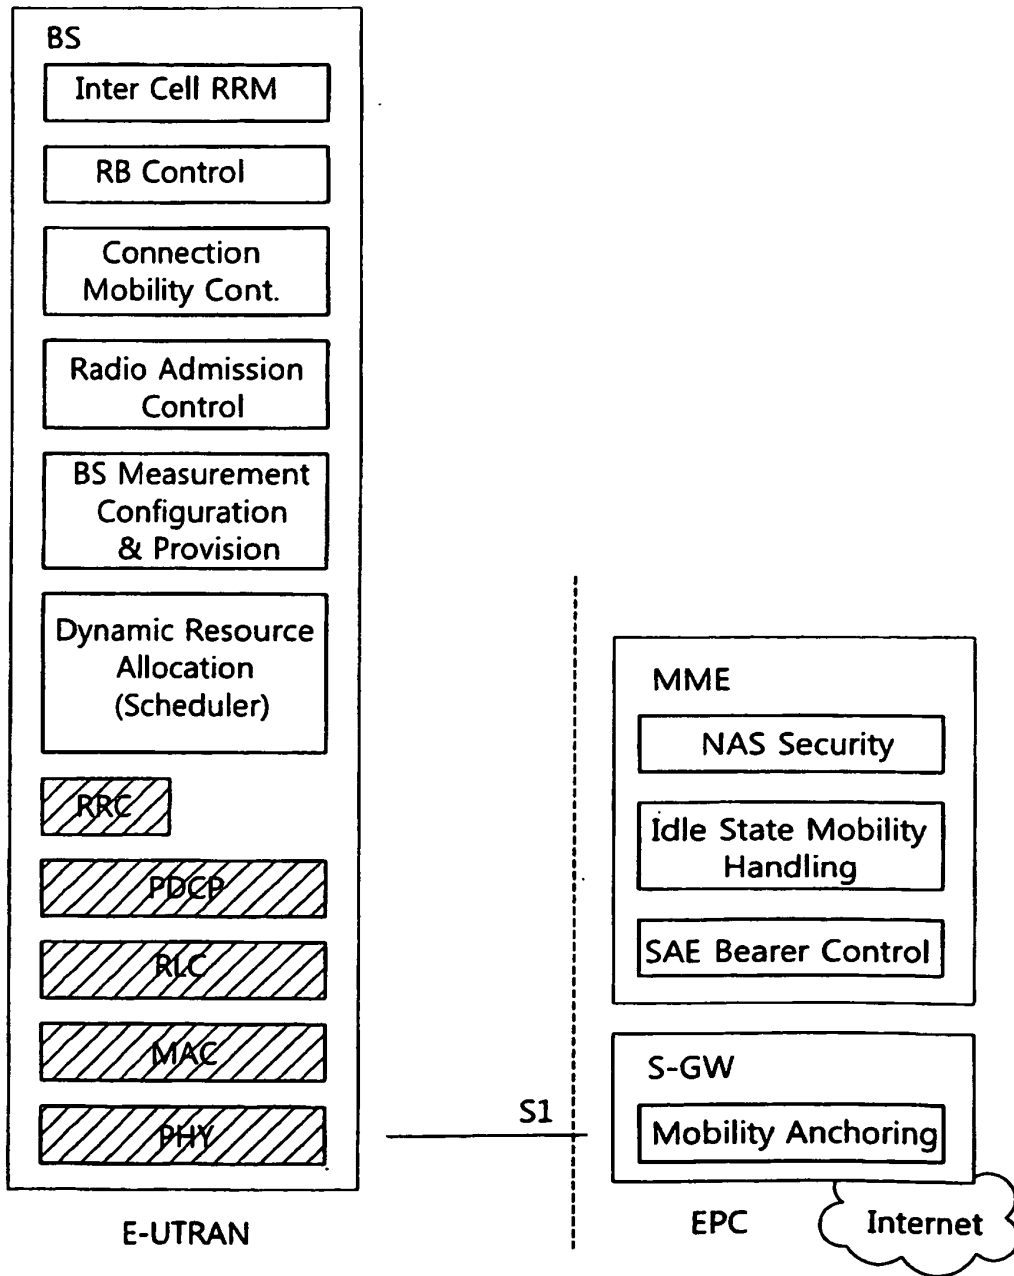 BS
Inter Cell RRM
RB Control
Connection
Mobility Cont.
Radio Admission
Control
BS Measurement
Configuration
& Provision
Dynamic Resource
Allocation
(Scheduler)
RRC
PDCP
RLC
MAC
PHY
E-UTRAN
S1
MME
NAS Security
Idle State Mobility
Handling
SAE Bearer Control
S-GW
Mobility Anchoring
EPC
Internet